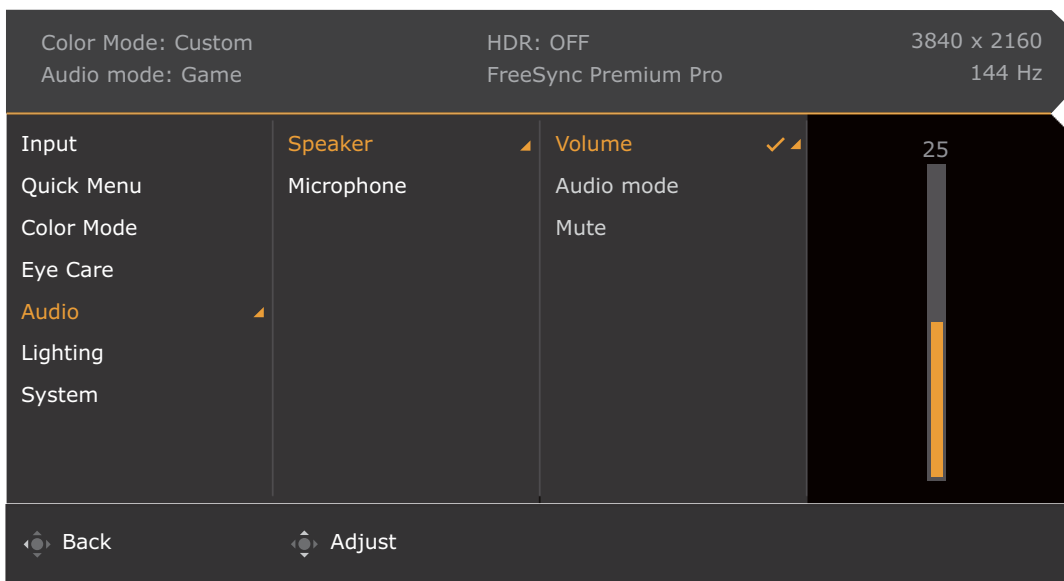 Color Mode: Custom
HDR: OFF
3840 x 2160
Audio mode: Game
FreeSync Premium Pro
144 Hz
Input
Quick Menu
Color Mode
Eye Care
Audio
Lighting
System
Speaker
Microphone
Volume
Audio mode
Mute
25
Back
Adjust